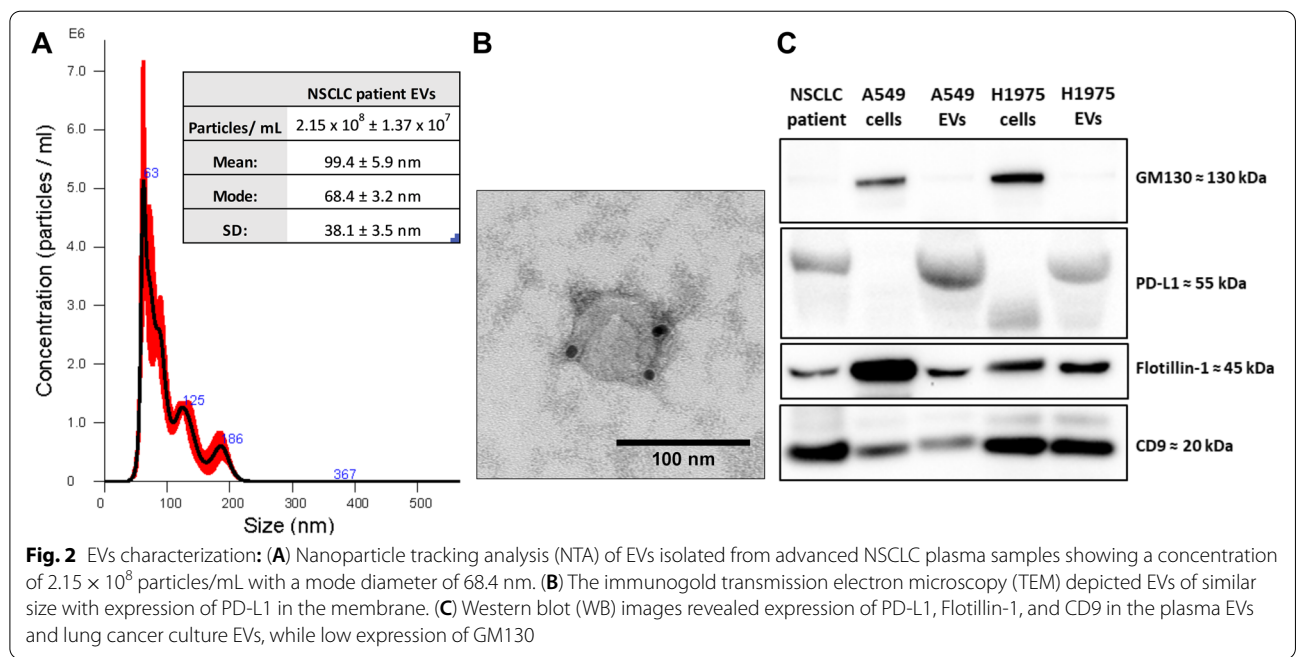 A
E6
Concentration (particles / ml)
7.0
6.0
5.0
4.0
3.0
2.0
1.0
0
63
125
186
367
0 100 200 300 400 500
Size (nm)
NSCLC patient EVs
Particles/ mL 2.15 x 10⁸ ± 1.37 x 10⁷
Mean: 99.4 ± 5.9 nm
Mode: 68.4 ± 3.2 nm
SD: 38.1 ± 3.5 nm
B
100 nm
C
NSCLC A549 A549 H1975 H1975
patient cells EVs cells EVs
GM130 ≈ 130 kDa
PD-L1 ≈ 55 kDa
Flotillin-1 ≈ 45 kDa
CD9 ≈ 20 kDa
Fig. 2 EVs characterization: (A) Nanoparticle tracking analysis (NTA) of EVs isolated from advanced NSCLC plasma samples showing a concentration
of 2.15 × 10⁸ particles/mL with a mode diameter of 68.4 nm. (B) The immunogold transmission electron microscopy (TEM) depicted EVs of similar
size with expression of PD-L1 in the membrane. (C) Western blot (WB) images revealed expression of PD-L1, Flotillin-1, and CD9 in the plasma EVs
and lung cancer culture EVs, while low expression of GM130